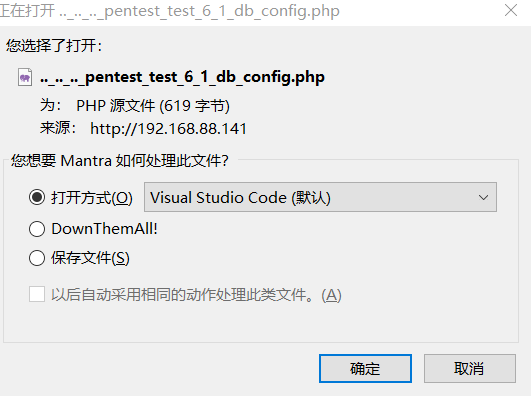 正在打开 .._.._.._pentest_test_6_1_db_config.php
您选择了打开：
.._.._.._pentest_test_6_1_db_config.php
为： PHP 源文件 (619 字节)
来源： http://192.168.88.141
您想要 Mantra 如何处理此文件？
打开方式(O) Visual Studio Code (默认)
DownThemAll!
保存文件(S)
以后自动采用相同的动作处理此类文件。(A)
确定 取消